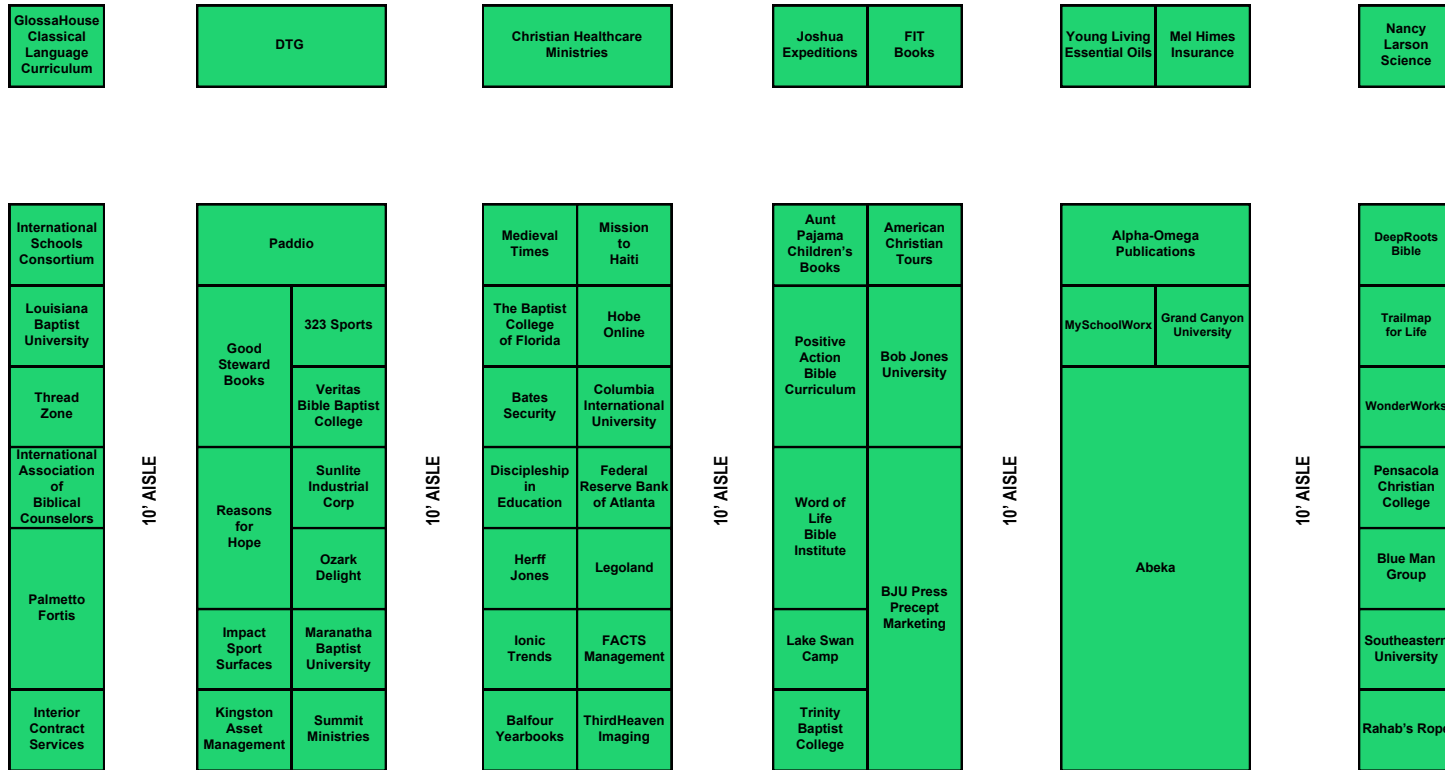 GlossaHouse
Classical
Language
Curriculum
DTG
Christian Healthcare
Ministries
Joshua
Expeditions
FIT
Books
Young Living
Essential Oils
Mel Himes
Insurance
Nancy
Larson
Science
International
Schools
Consortium
Louisiana
Baptist
University
Thread
Zone
International
Association
of
Biblical
Counselors
Palmetto
Fortis
Interior
Contract
Services
10' AISLE
Paddio
Good
Steward
Books
323 Sports
Veritas
Bible Baptist
College
Reasons
for
Hope
Sunlite
Industrial
Corp
Ozark
Delight
Impact
Sport
Surfaces
Maranatha
Baptist
University
Kingston
Asset
Management
Summit
Ministries
10' AISLE
Medieval
Times
Mission
to
Haiti
The Baptist
College
of Florida
Hobe
Online
Bates
Security
Columbia
International
University
Discipleship
in
Education
Federal
Reserve Bank
of Atlanta
Herff
Jones
Legoland
Ionic
Trends
FACTS
Management
Balfour
Yearbooks
ThirdHeaven
Imaging
10' AISLE
Aunt
Pajama
Children's
Books
American
Christian
Tours
Positive
Action
Bible
Curriculum
Bob Jones
University
Word of
Life
Bible
Institute
BJU Press
Precept
Marketing
Lake Swan
Camp
Trinity
Baptist
College
10' AISLE
Alpha-Omega
Publications
MySchoolWorx
Grand Canyon
University
Abeka
10' AISLE
DeepRoots
Bible
Trailmap
for Life
WonderWorks
Pensacola
Christian
College
Blue Man
Group
Southeastern
University
Rahab's Rope